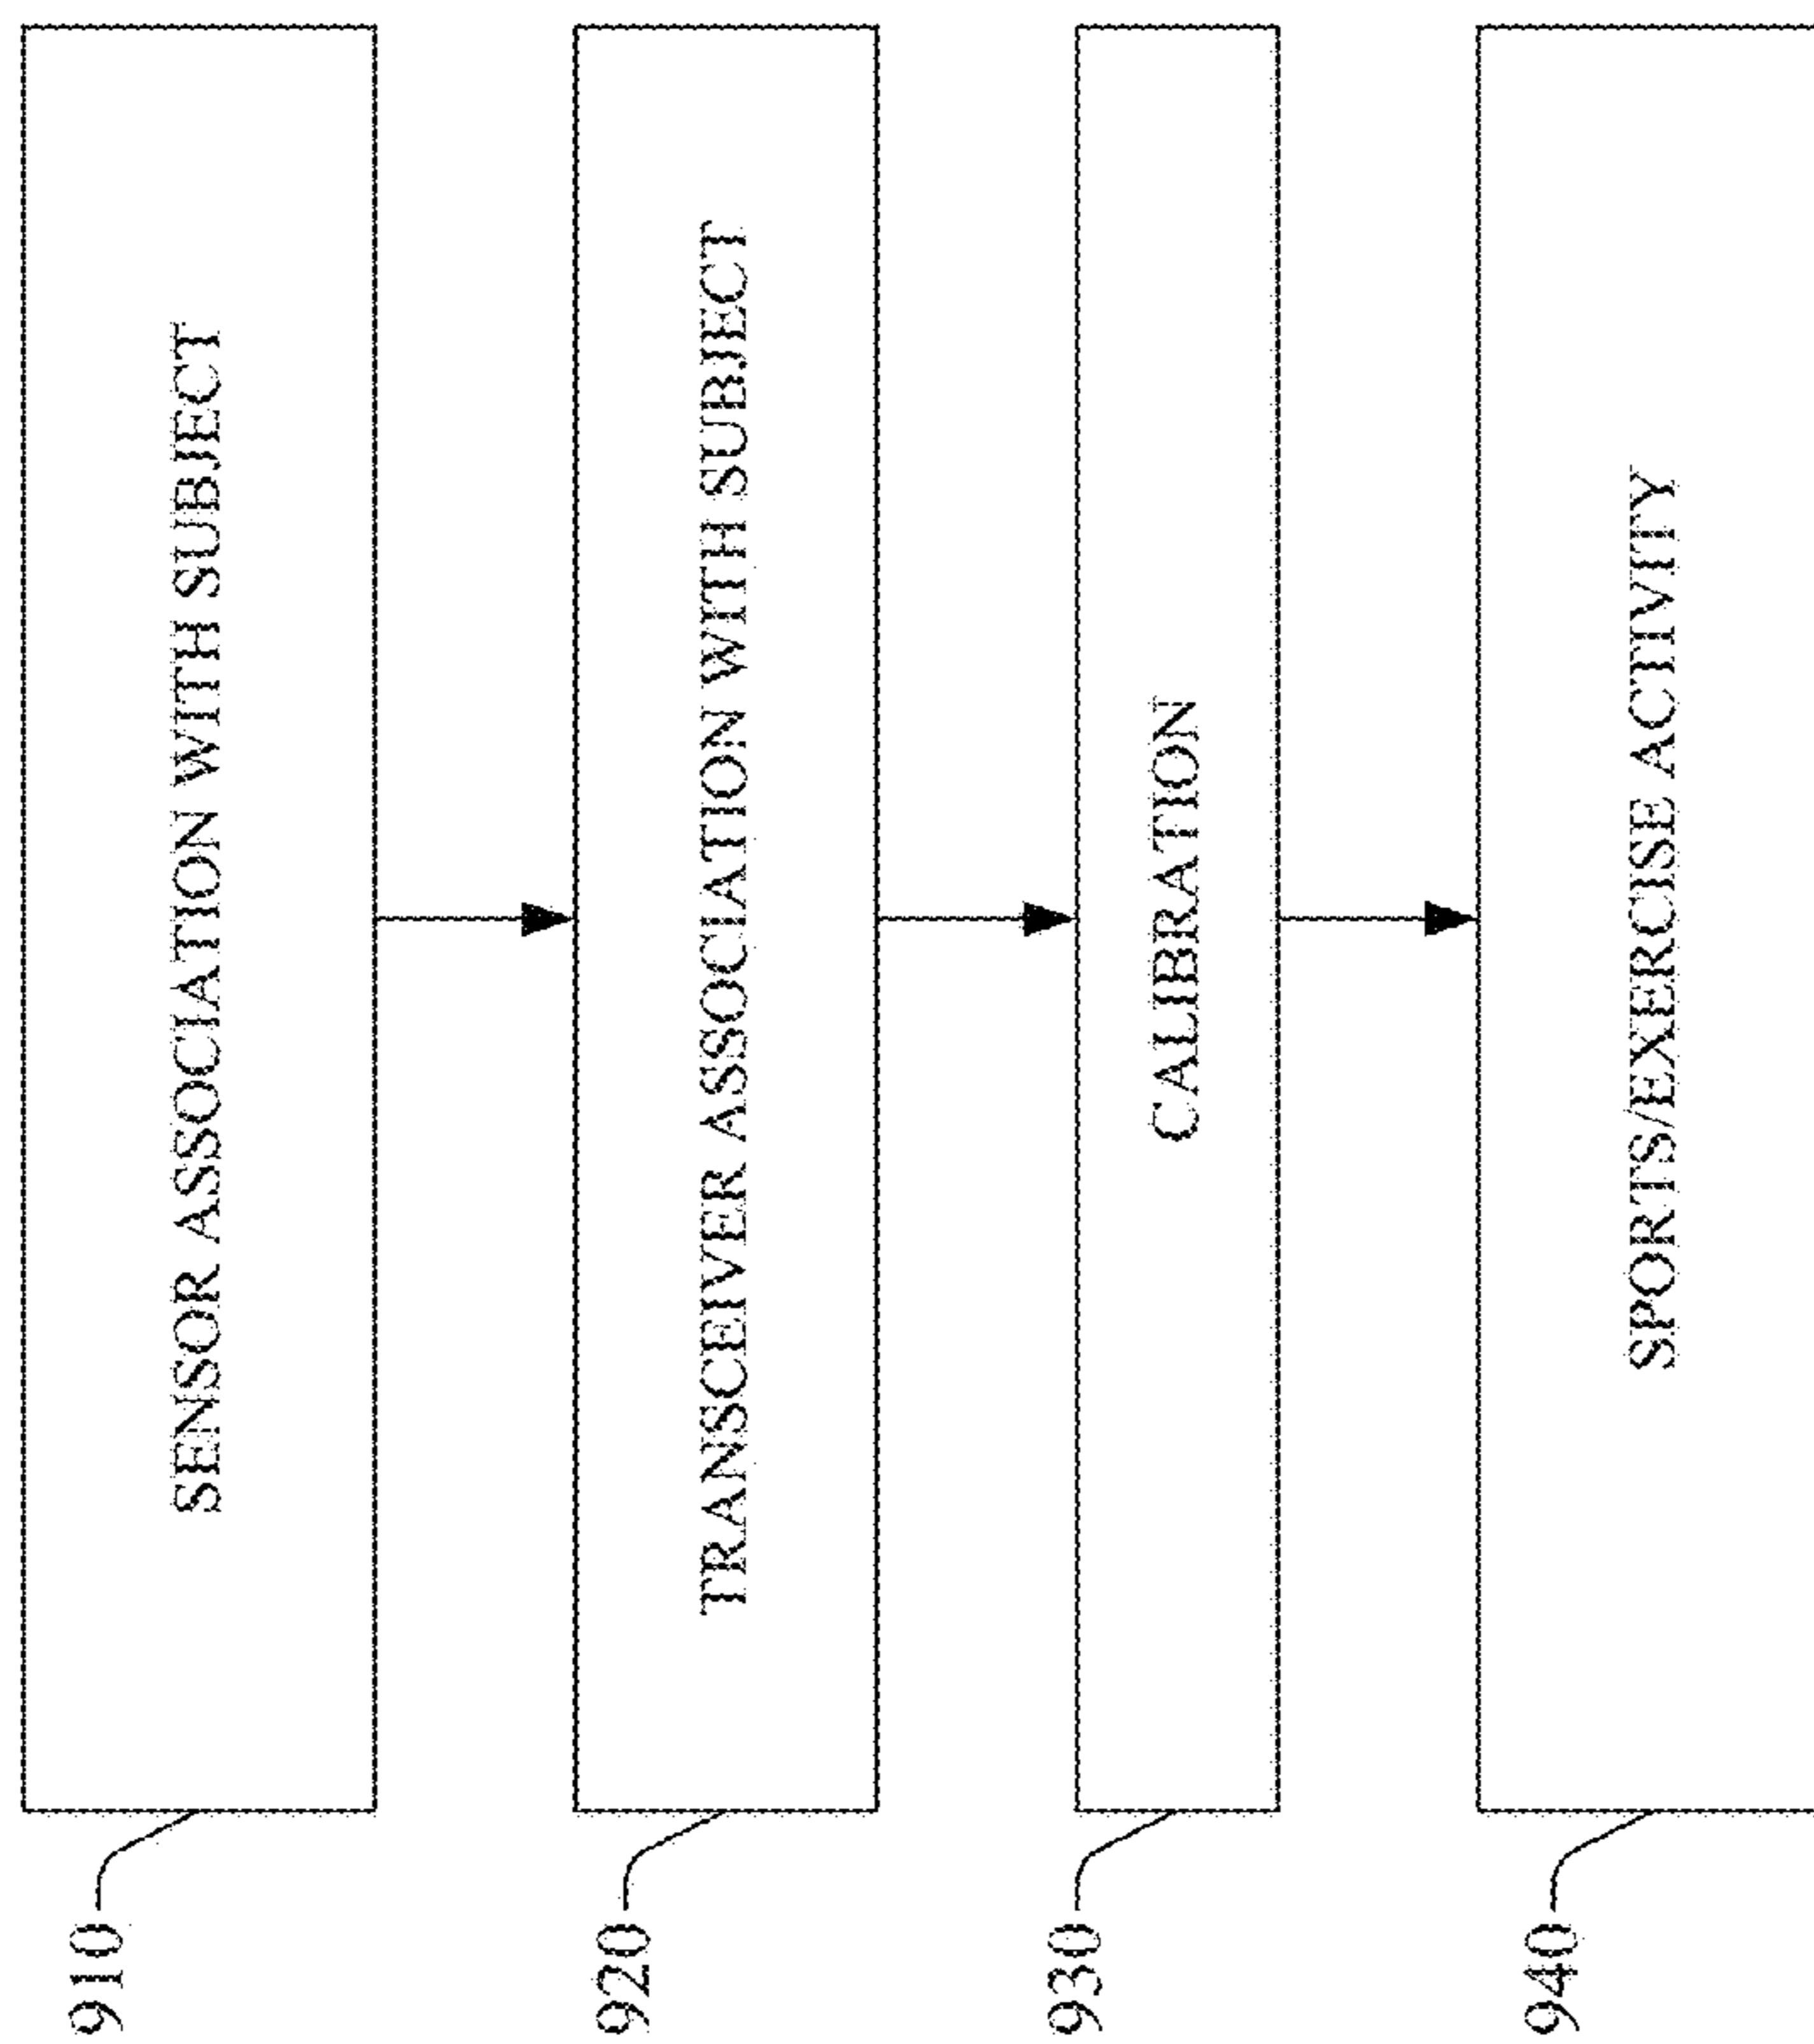 910
SENSOR ASSOCIATION WITH SUBJECT
920
TRANSCEIVER ASSOCIATION WITH SUBJECT
930
CALIBRATION
940
SPORTS/EXERCISE ACTIVITY